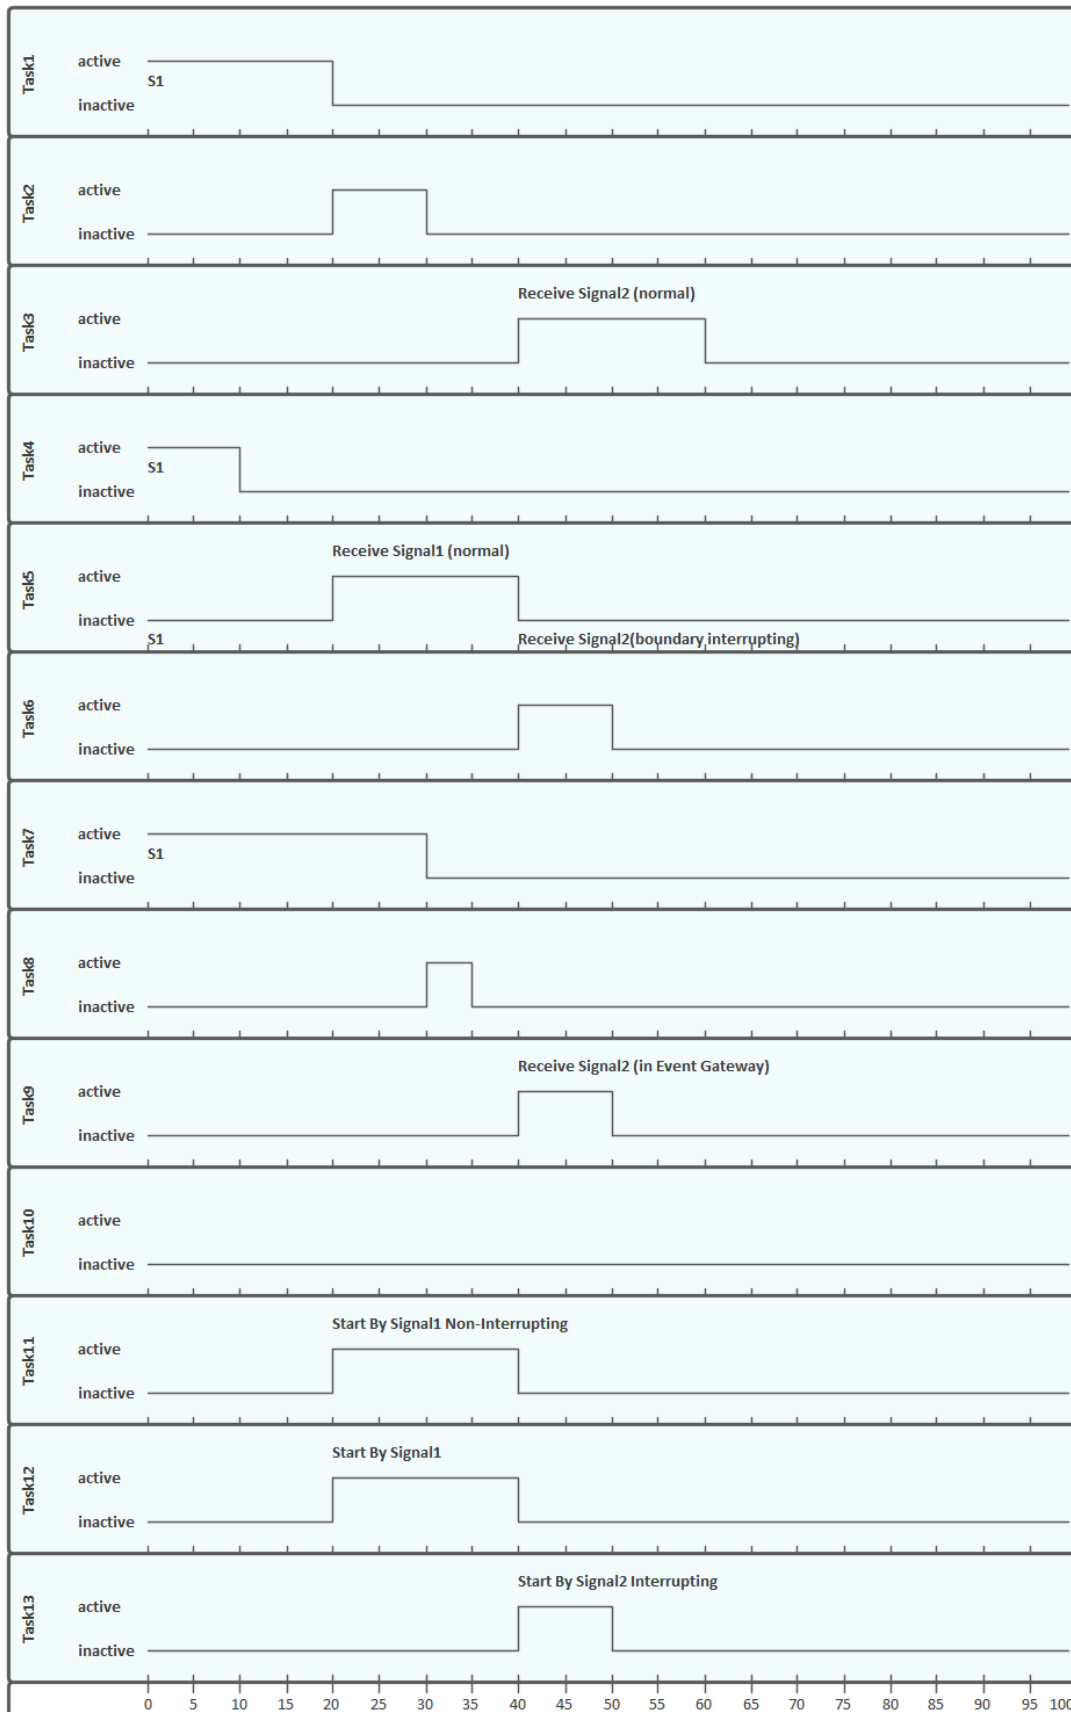 Task1
active
S1
inactive
Task2
active
inactive
Task3
Receive Signal2 (normal)
active
inactive
Task4
active
S1
inactive
Task5
Receive Signal1 (normal)
active
inactive
S1 Receive Signal2(boundary interrupting)
Task6
active
inactive
Task7
active
S1
inactive
Task8
active
inactive
Task9
Receive Signal2 (in Event Gateway)
active
inactive
Task10
active
inactive
Task11
Start By Signal1 Non-Interrupting
active
inactive
Task12
Start By Signal1
active
inactive
Task13
Start By Signal2 Interrupting
active
inactive
0 5 10 15 20 25 30 35 40 45 50 55 60 65 70 75 80 85 90 95 100